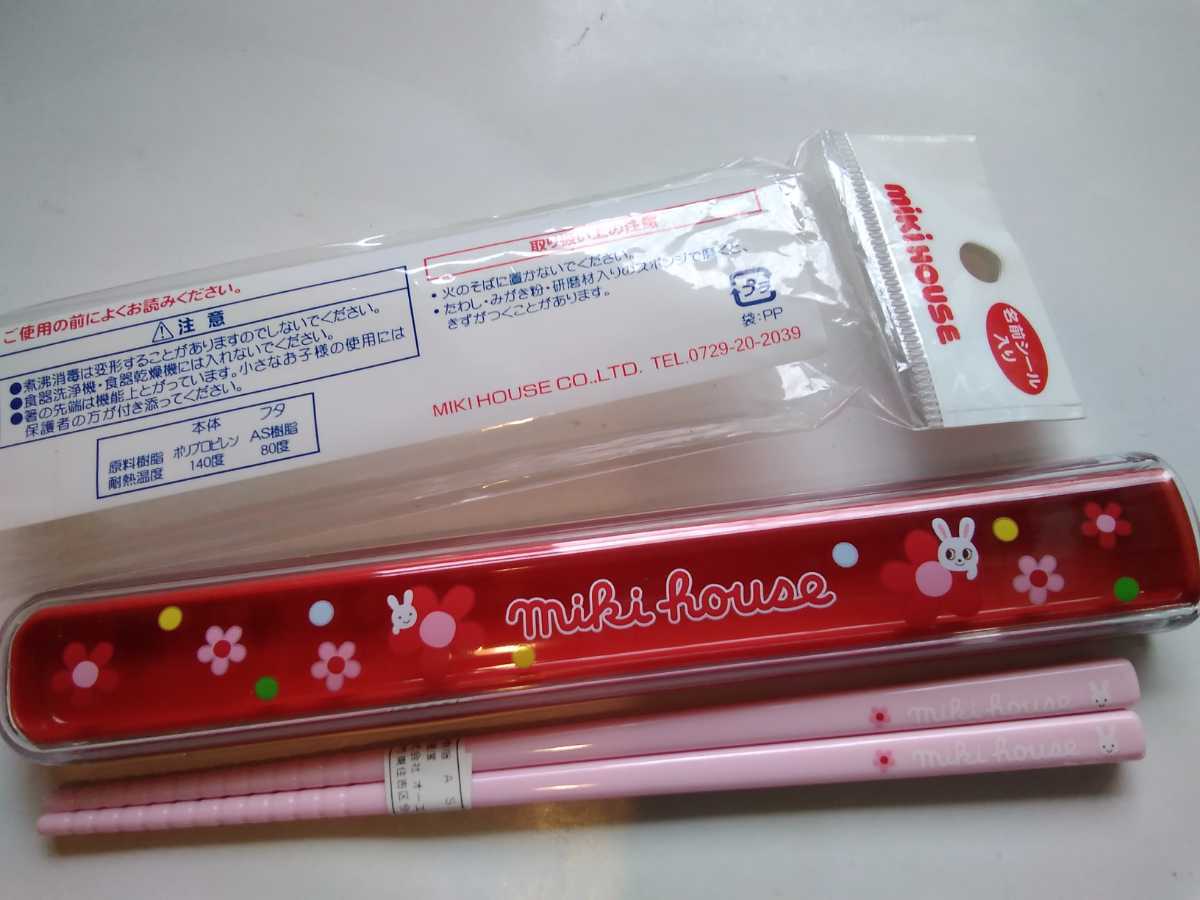 ご使用の前によくお読みください。
⚠注意
●煮沸消毒は変形することがありますのでしないでください。
●食器洗浄機・食器乾燥機には入れないでください。
●箸の先端は機能上とがっています。小さなお子様の使用には
保護者の方が付き添ってください。
本体 フタ
原料樹脂 ポリプロピレン AS樹脂
耐熱温度 140度 80度
取り扱い上の注意
・火のそばに置かないでください。
・たわし・みがき粉・研磨材入りのスポンジで磨くと、
きずがつくことがあります。
プラ
袋:PP
MIKI HOUSE CO.,LTD. TEL.0729-20-2039
miKiHOUSE
名前シール
入り
miki house
miki house
miki house
A S
会社 オーエ
住吉区